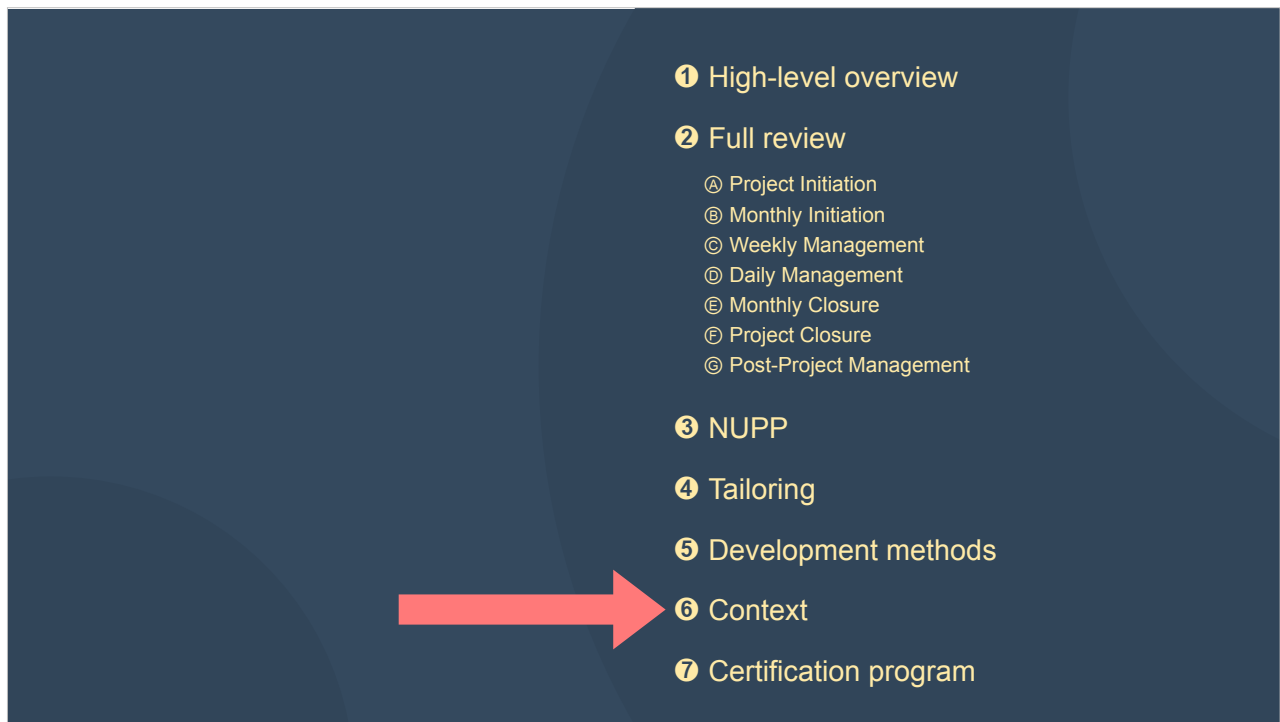 ❶ High-level overview
❷ Full review
Ⓐ Project Initiation
Ⓑ Monthly Initiation
Ⓒ Weekly Management
Ⓓ Daily Management
Ⓔ Monthly Closure
Ⓕ Project Closure
Ⓖ Post-Project Management
❸ NUPP
❹ Tailoring
❺ Development methods
❻ Context
❼ Certification program